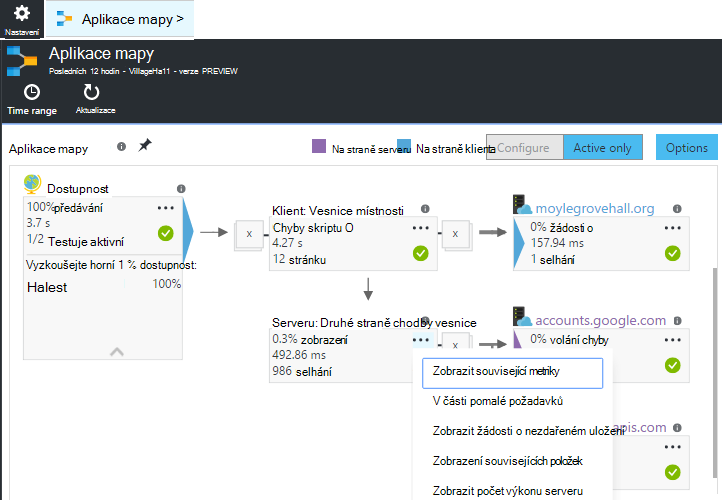 Nastavení
Aplikace mapy >
Aplikace mapy
Posledních 12 hodin - VillageHa11 - verze PREVIEW
Time range
Aktualizace
Aplikace mapy
Na straně serveru
Na straně klienta
Configure
Active only
Options
Dostupnost
100% předávání
3.7 s
1/2 Testuje aktivní
Vyzkoušejte horní 1 % dostupnost:
Halest 100%
x
Klient: Vesnice místnosti
Chyby skriptu O
4.27 s
12 stránku
x
moylegrovehall.org
0% žádosti o
157.94 ms
1 selhání
Serveru: Druhé straně chodby vesnice
0.3% zobrazení
492.86 ms
986 selhání
x
accounts.google.com
0% volání chyby
Zobrazit související metriky
V části pomalé požadavků
Zobrazit žádosti o nezdařeném uložení
Zobrazení souvisejících položek
Zobrazit počet výkonu serveru
apis.com